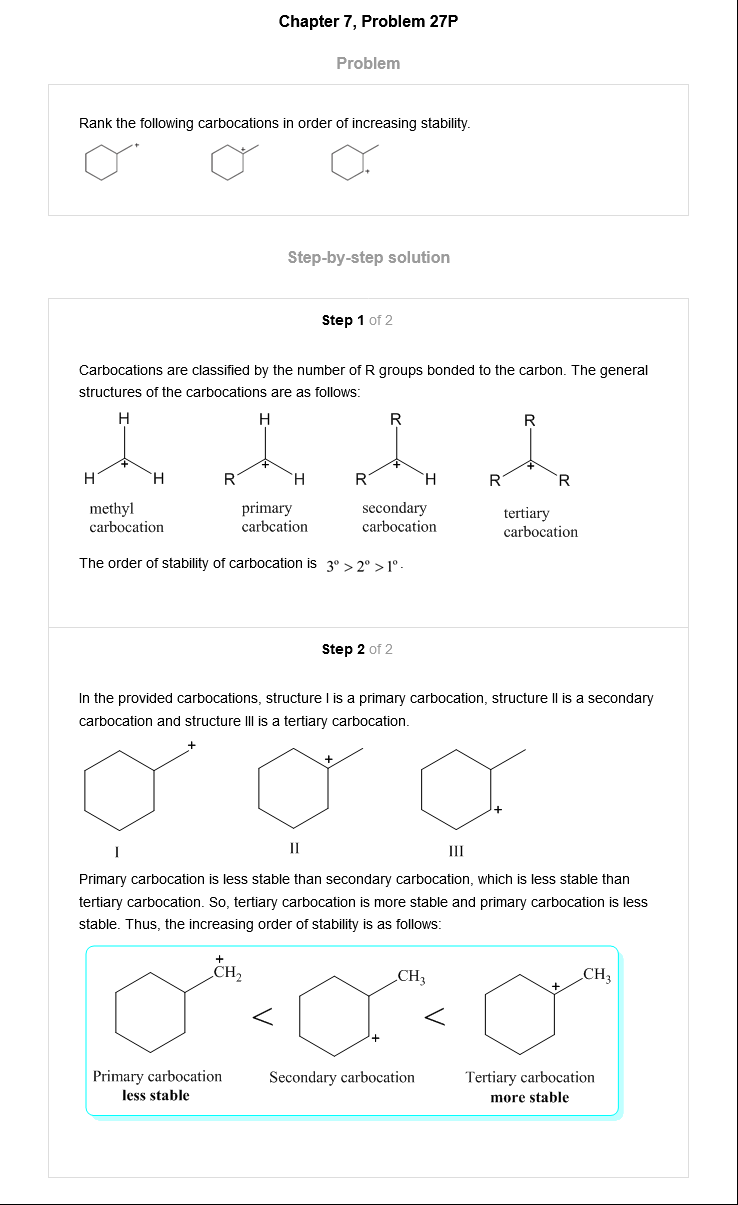 Chapter 7, Problem 27P
Problem
Rank the following carbocations in order of increasing stability.
+ + +
Step-by-step solution
Step 1 of 2
Carbocations are classified by the number of R groups bonded to the carbon. The general
structures of the carbocations are as follows:
H H R R
+ + + +
H H R H R H R R
methyl primary secondary tertiary
carbocation carbcation carbocation carbocation
The order of stability of carbocation is 3° > 2° > 1° .
Step 2 of 2
In the provided carbocations, structure I is a primary carbocation, structure II is a secondary
carbocation and structure III is a tertiary carbocation.
+ + +
I II III
Primary carbocation is less stable than secondary carbocation, which is less stable than
tertiary carbocation. So, tertiary carbocation is more stable and primary carbocation is less
stable. Thus, the increasing order of stability is as follows:
+
CH2 CH3 + CH3
< <
+
Primary carbocation Secondary carbocation Tertiary carbocation
less stable more stable